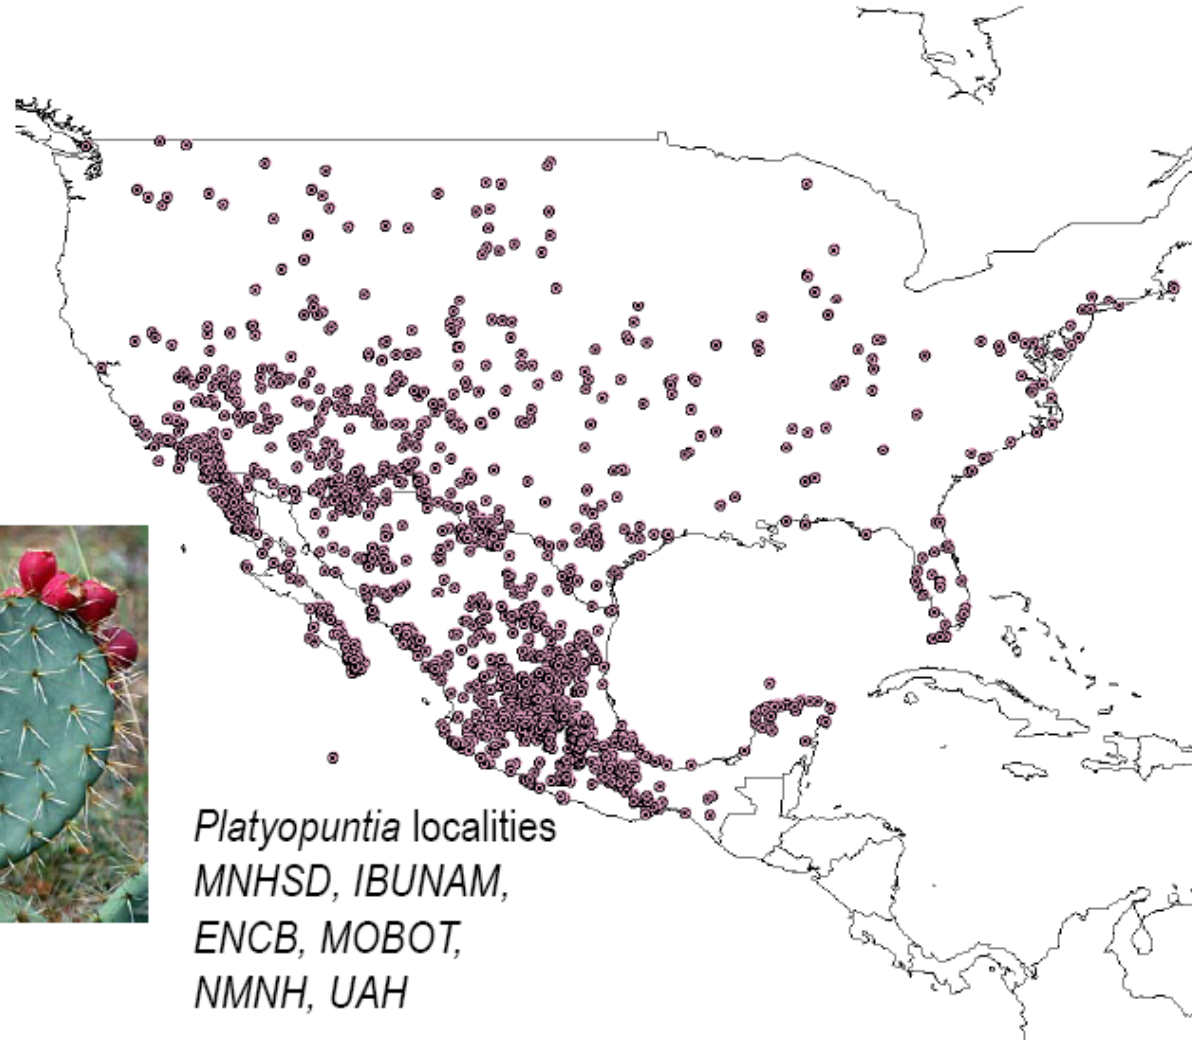 Platyopuntia localities
MNHSD, IBUNAM,
ENCB, MOBOT,
NMNH, UAH